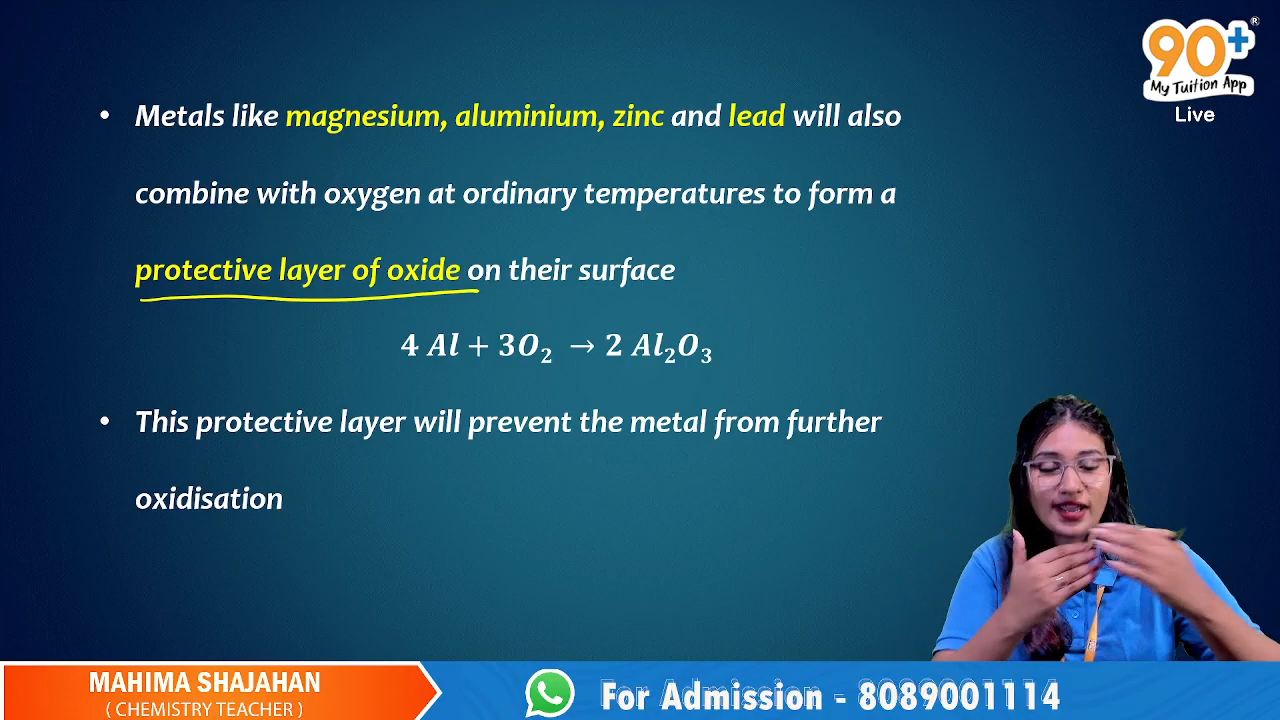 90+
®
My Tuition App
Live
• Metals like magnesium, aluminium, zinc and lead will also
combine with oxygen at ordinary temperatures to form a
protective layer of oxide on their surface
4 Al + 3O₂ → 2 Al₂O₃
• This protective layer will prevent the metal from further
oxidisation
MAHIMA SHAJAHAN
( CHEMISTRY TEACHER )
For Admission - 8089001114